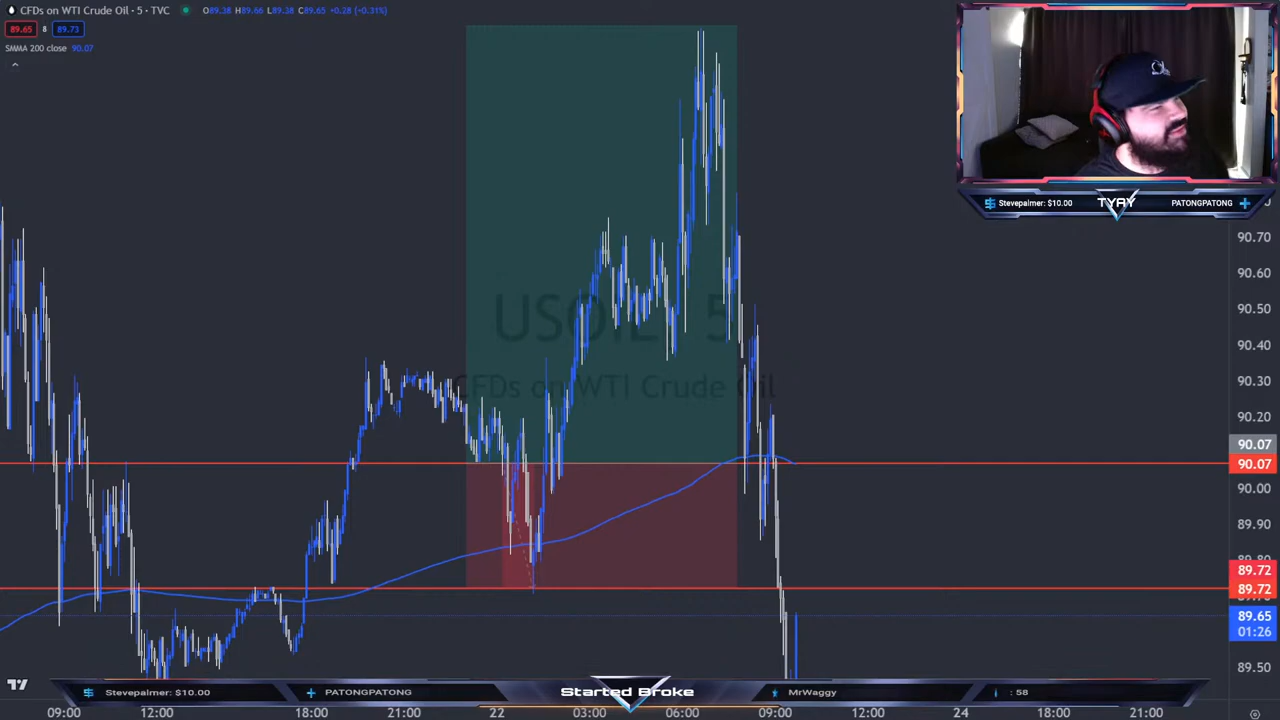 CFDs on WTI Crude Oil · 5 · TVC O89.38 H89.66 L89.38 C89.65 +0.28 (+0.31%)
89.65 8 89.73
SMMA 200 close 90.07
Stevepalmer: $10.00 TYAY PATONGPATONG
90.70
90.60
USOIL 5
90.50
90.40
CFDs on WTI Crude Oil
90.30
90.20
90.07
90.07
90.00
89.90
89.80
89.72
89.72
89.65
01:26
89.50
Stevepalmer: $10.00 PATONGPATONG Started Broke MrWaggy : 58
09:00 12:00 18:00 21:00 22 03:00 06:00 09:00 12:00 24 18:00 21:00